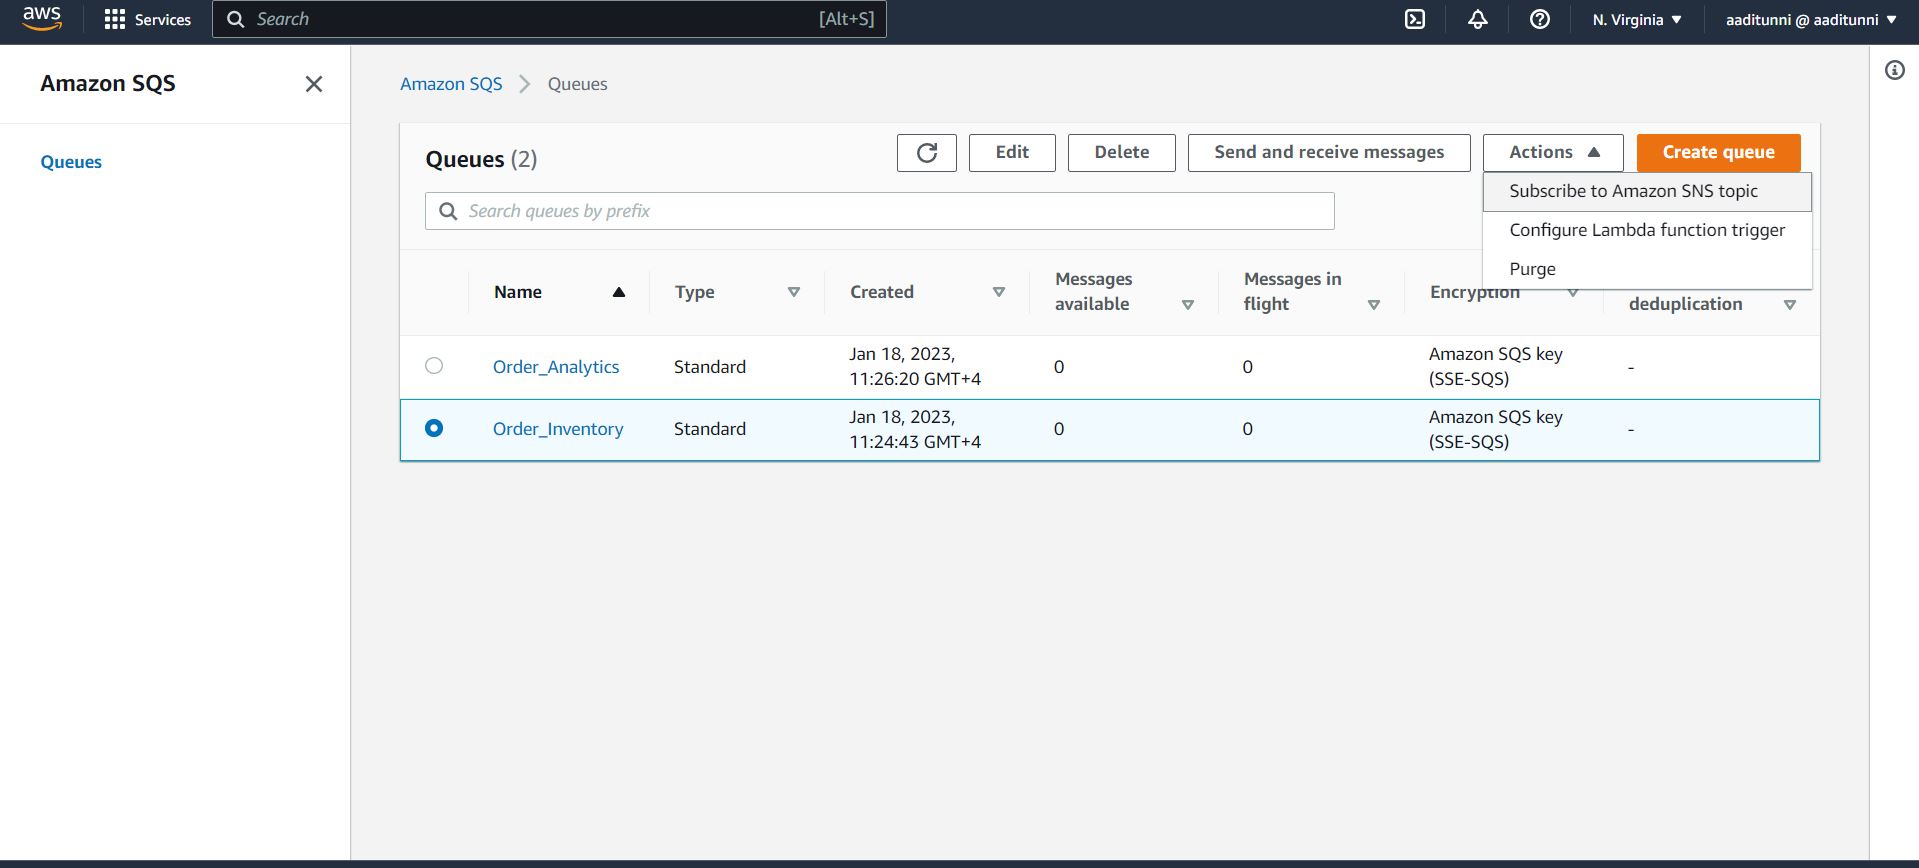 aws Services Search [Alt+S] N. Virginia aaditunni @ aaditunni
Amazon SQS
Queues
Amazon SQS Queues
Queues (2) Edit Delete Send and receive messages Actions Create queue
Subscribe to Amazon SNS topic
Configure Lambda function trigger
Purge
Search queues by prefix
Name Type Created Messages available Messages in flight Encryption deduplication
Order_Analytics Standard Jan 18, 2023, 11:26:20 GMT+4 0 0 Amazon SQS key (SSE-SQS) -
Order_Inventory Standard Jan 18, 2023, 11:24:43 GMT+4 0 0 Amazon SQS key (SSE-SQS) -